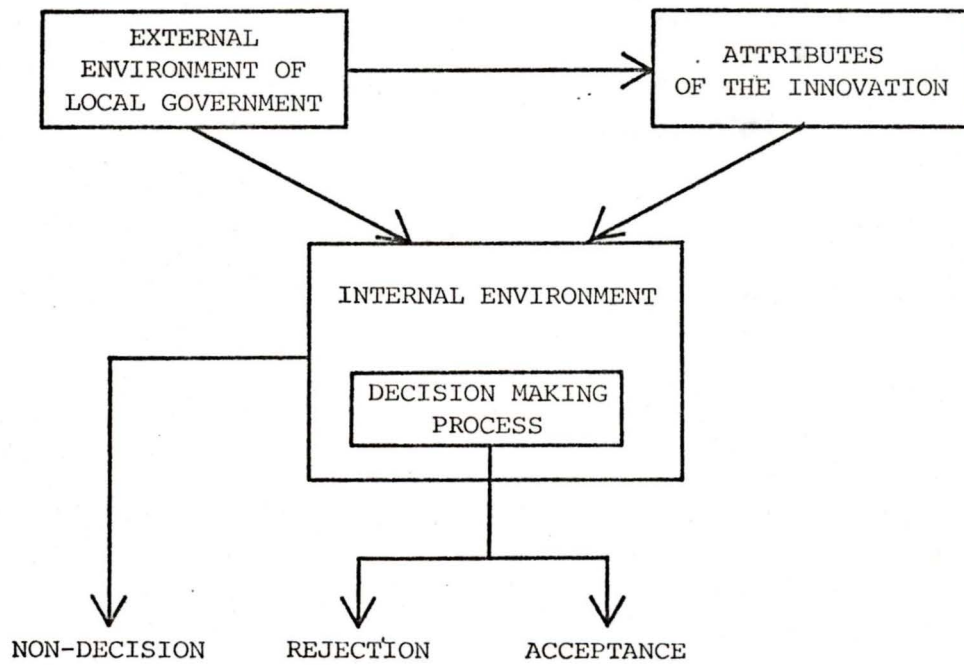 EXTERNAL
ENVIRONMENT OF
LOCAL GOVERNMENT
ATTRIBUTES
OF THE INNOVATION
INTERNAL ENVIRONMENT
DECISION MAKING
PROCESS
NON-DECISION
REJECTION
ACCEPTANCE